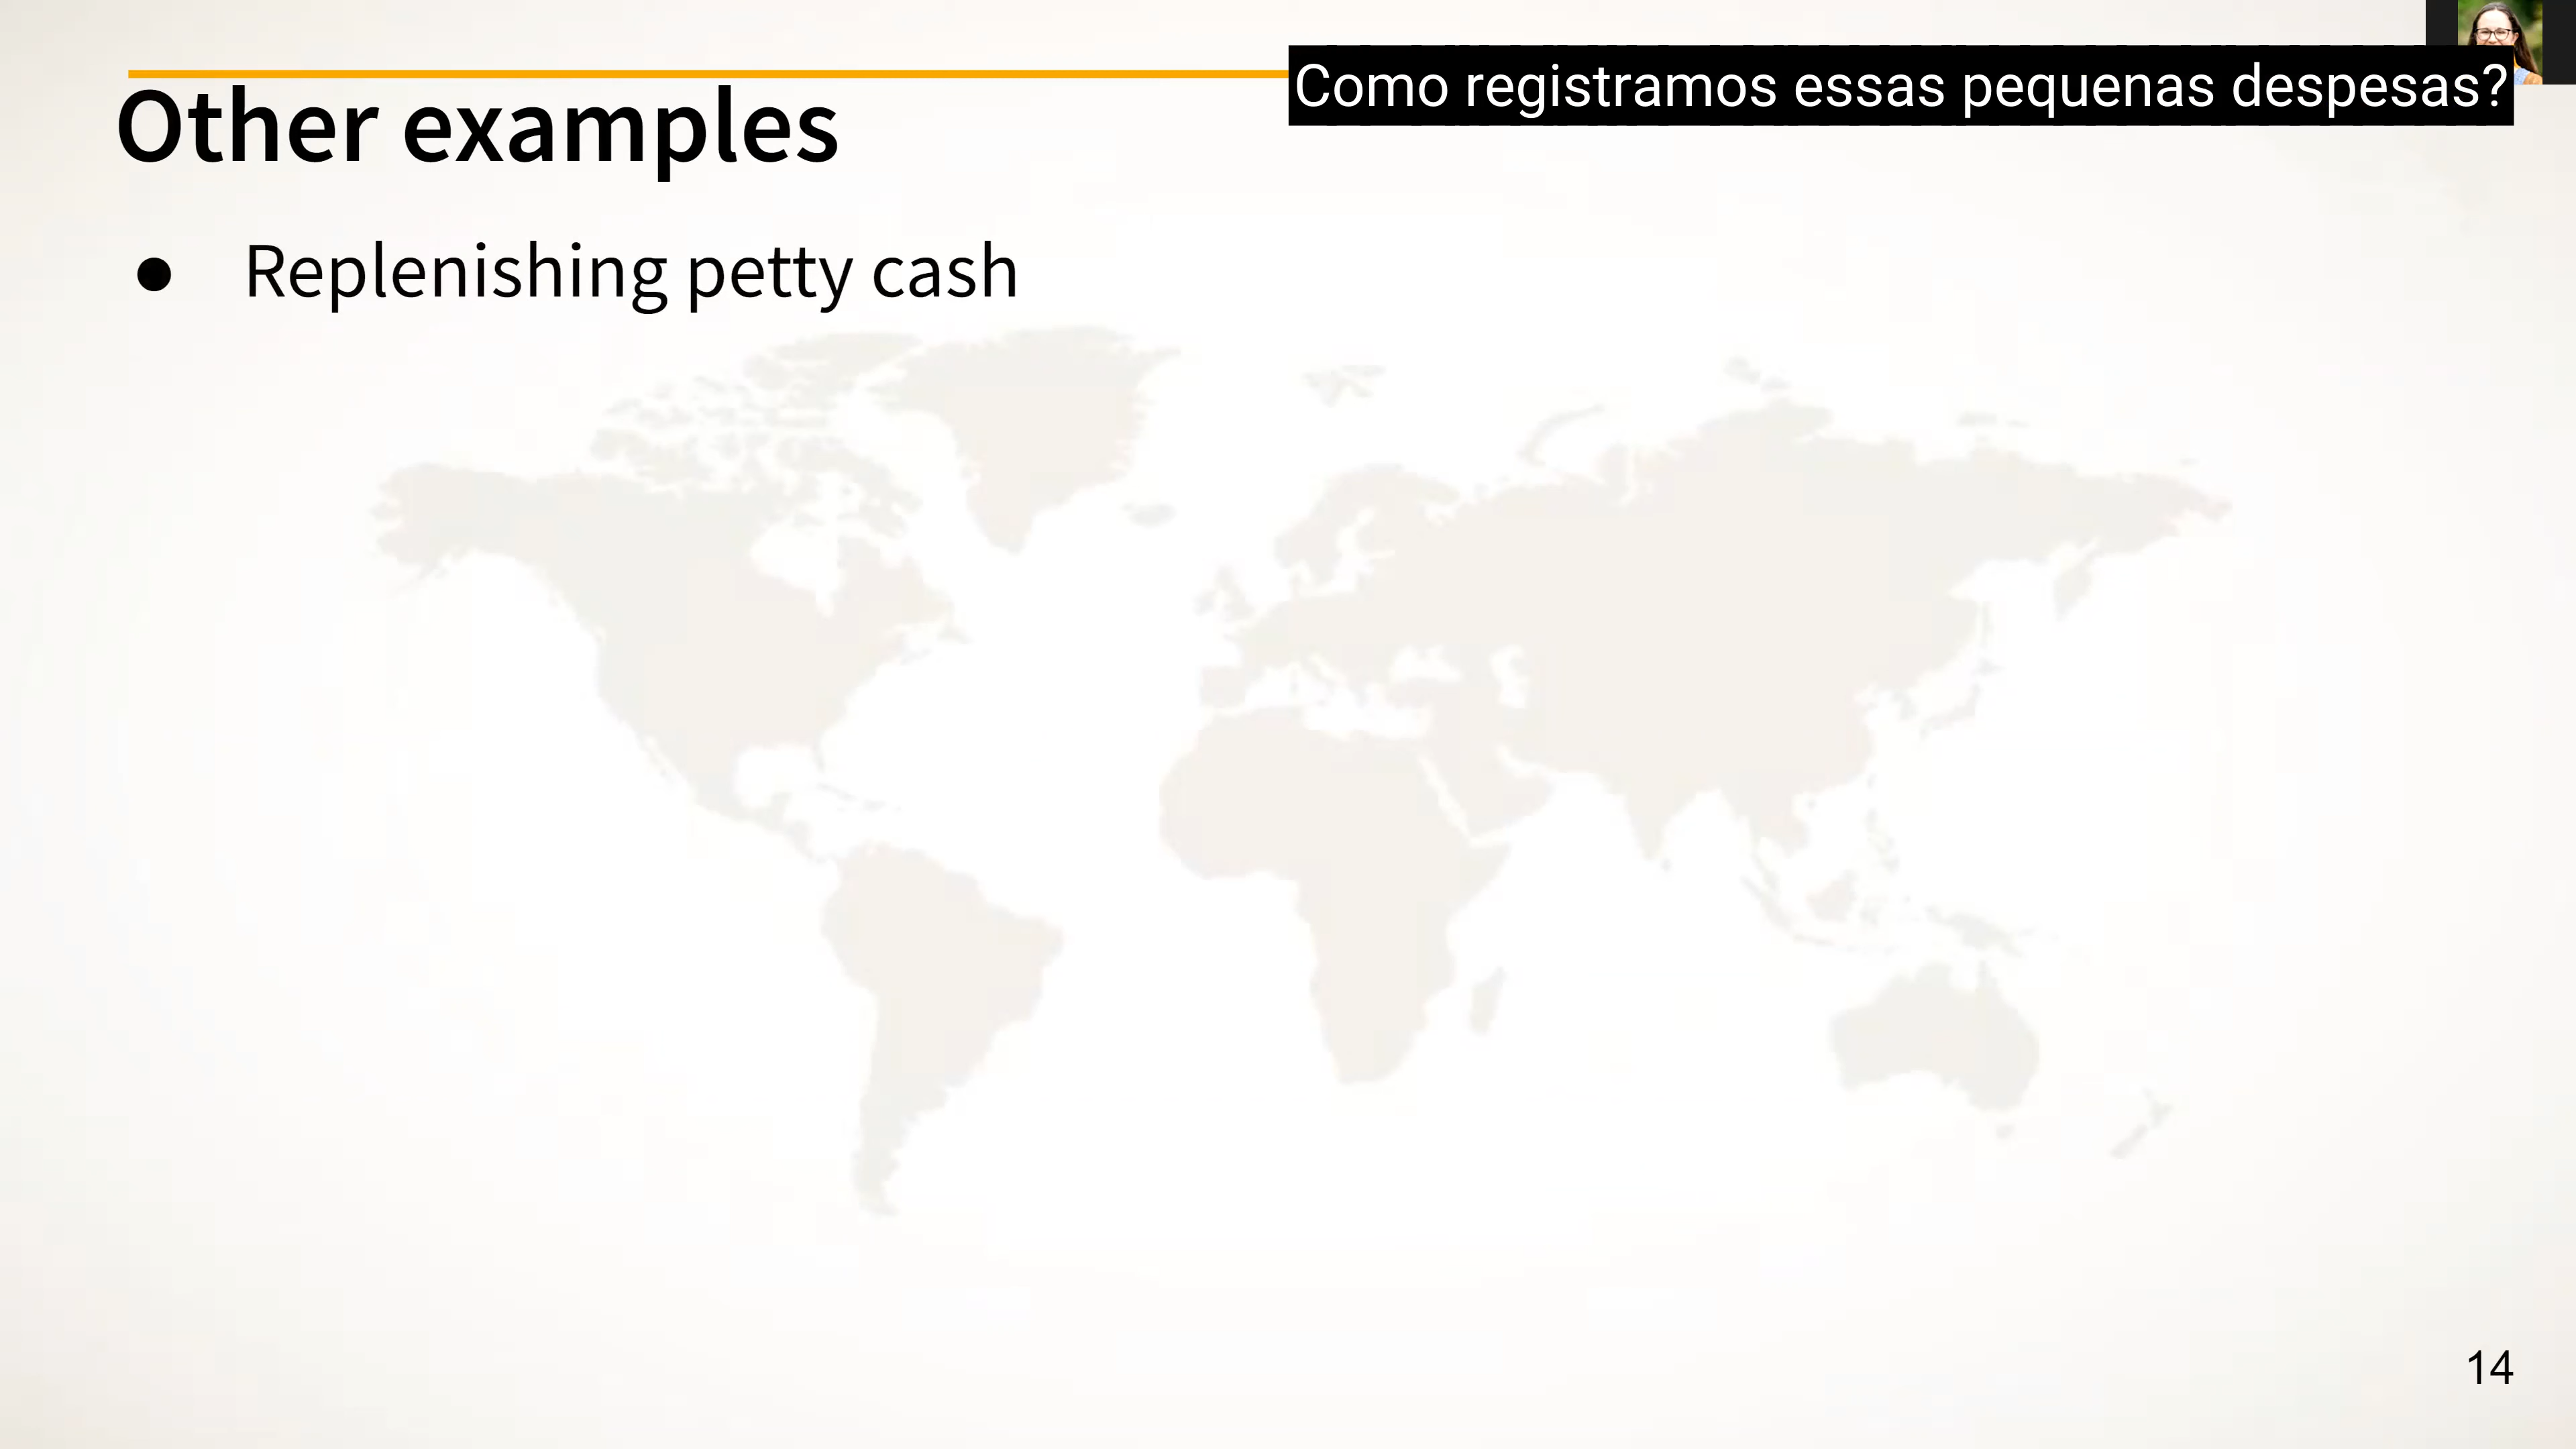 Como registramos essas pequenas despesas?
Other examples
● Replenishing petty cash
14